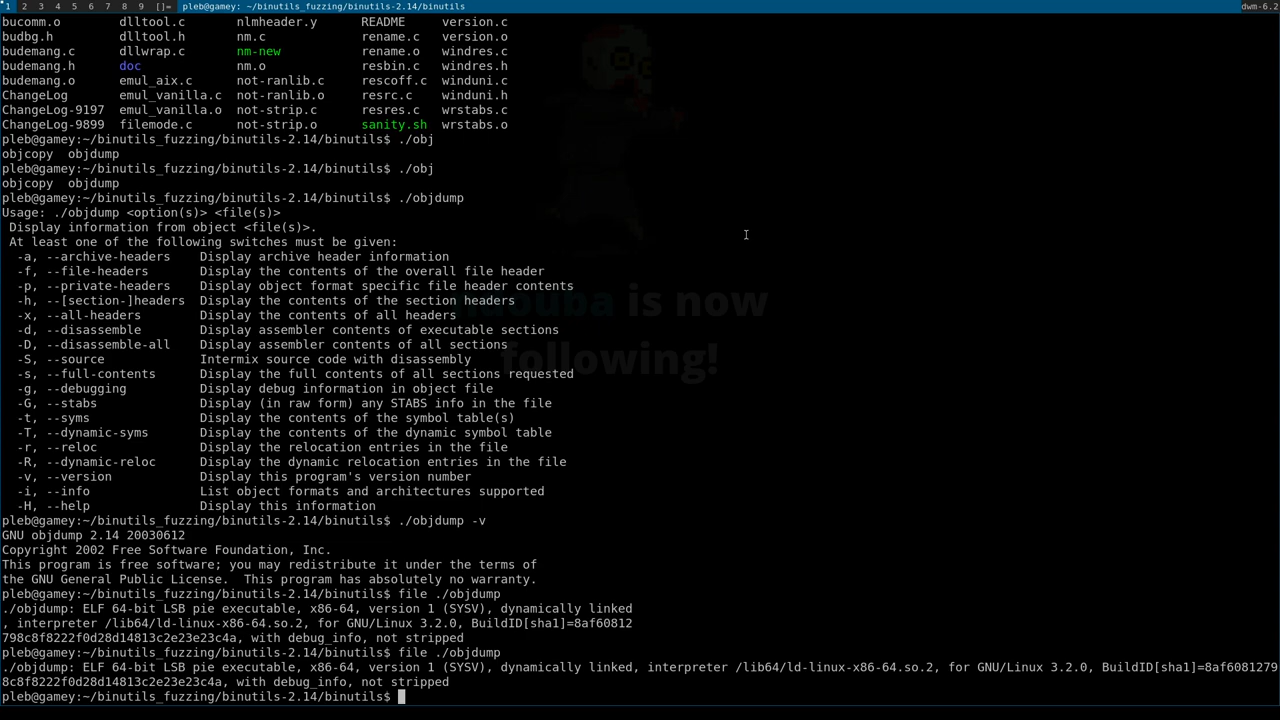 1 2 3 4 5 6 7 8 9 []= pleb@gamey: ~/binutils_fuzzing/binutils-2.14/binutils dwm-6.2
bucomm.o dlltool.c nlmheader.y README version.c
budbg.h dlltool.h nm.c rename.c version.o
budemang.c dllwrap.c nm-new rename.o windres.c
budemang.h doc nm.o resbin.c windres.h
budemang.o emul_aix.c not-ranlib.c rescoff.c winduni.c
ChangeLog emul_vanilla.c not-ranlib.o resrc.c winduni.h
ChangeLog-9197 emul_vanilla.o not-strip.c resres.c wrstabs.c
ChangeLog-9899 filemode.c not-strip.o sanity.sh wrstabs.o
pleb@gamey:~/binutils_fuzzing/binutils-2.14/binutils$ ./obj
objcopy objdump
pleb@gamey:~/binutils_fuzzing/binutils-2.14/binutils$ ./obj
objcopy objdump
pleb@gamey:~/binutils_fuzzing/binutils-2.14/binutils$ ./objdump
Usage: ./objdump <option(s)> <file(s)>
Display information from object <file(s)>.
At least one of the following switches must be given:
-a, --archive-headers Display archive header information
-f, --file-headers Display the contents of the overall file header
-p, --private-headers Display object format specific file header contents
-h, --[section-]headers Display the contents of the section headers
-x, --all-headers Display the contents of all headers
-d, --disassemble Display assembler contents of executable sections
-D, --disassemble-all Display assembler contents of all sections
-S, --source Intermix source code with disassembly
-s, --full-contents Display the full contents of all sections requested
-g, --debugging Display debug information in object file
-G, --stabs Display (in raw form) any STABS info in the file
-t, --syms Display the contents of the symbol table(s)
-T, --dynamic-syms Display the contents of the dynamic symbol table
-r, --reloc Display the relocation entries in the file
-R, --dynamic-reloc Display the dynamic relocation entries in the file
-v, --version Display this program's version number
-i, --info List object formats and architectures supported
-H, --help Display this information
pleb@gamey:~/binutils_fuzzing/binutils-2.14/binutils$ ./objdump -v
GNU objdump 2.14 20030612
Copyright 2002 Free Software Foundation, Inc.
This program is free software; you may redistribute it under the terms of
the GNU General Public License. This program has absolutely no warranty.
pleb@gamey:~/binutils_fuzzing/binutils-2.14/binutils$ file ./objdump
./objdump: ELF 64-bit LSB pie executable, x86-64, version 1 (SYSV), dynamically linked
, interpreter /lib64/ld-linux-x86-64.so.2, for GNU/Linux 3.2.0, BuildID[sha1]=8af60812
798c8f8222f0d28d14813c2e23e23c4a, with debug_info, not stripped
pleb@gamey:~/binutils_fuzzing/binutils-2.14/binutils$ file ./objdump
./objdump: ELF 64-bit LSB pie executable, x86-64, version 1 (SYSV), dynamically linked, interpreter /lib64/ld-linux-x86-64.so.2, for GNU/Linux 3.2.0, BuildID[sha1]=8af6081279
8c8f8222f0d28d14813c2e23e23c4a, with debug_info, not stripped
pleb@gamey:~/binutils_fuzzing/binutils-2.14/binutils$
is now
following!